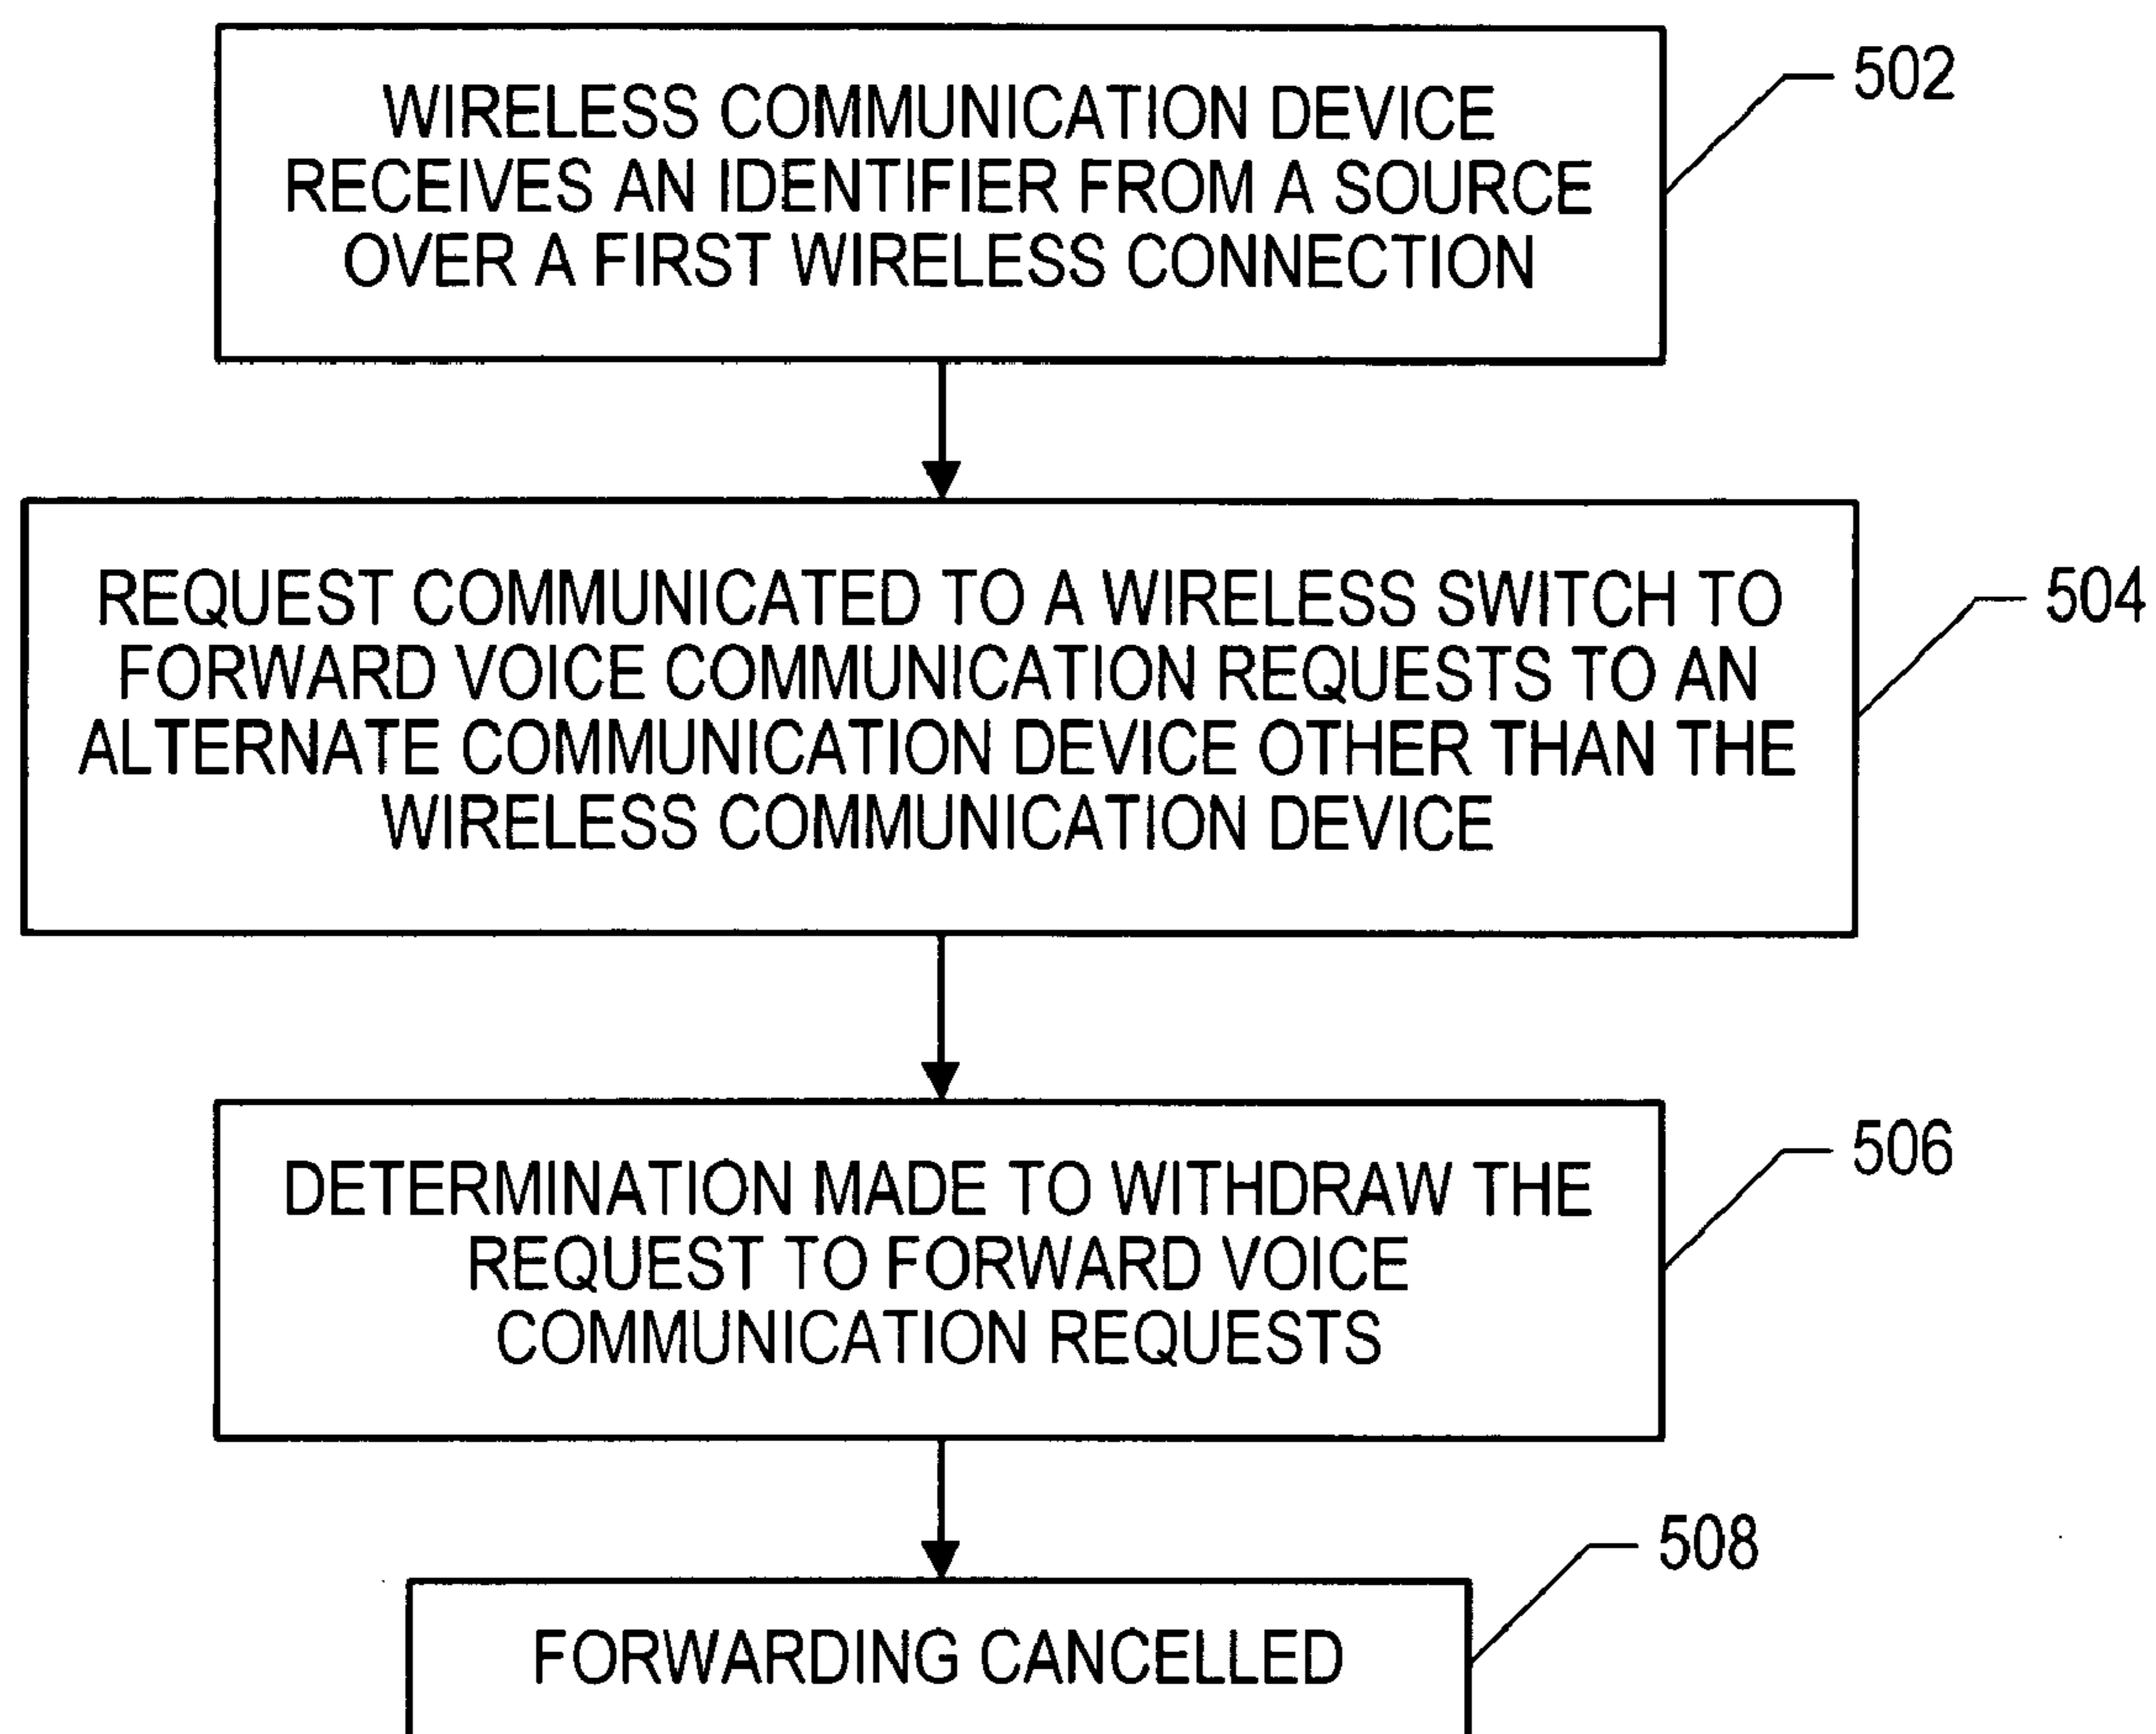 WIRELESS COMMUNICATION DEVICE
RECEIVES AN IDENTIFIER FROM A SOURCE
OVER A FIRST WIRELESS CONNECTION
502
REQUEST COMMUNICATED TO A WIRELESS SWITCH TO
FORWARD VOICE COMMUNICATION REQUESTS TO AN
ALTERNATE COMMUNICATION DEVICE OTHER THAN THE
WIRELESS COMMUNICATION DEVICE
504
DETERMINATION MADE TO WITHDRAW THE
REQUEST TO FORWARD VOICE
COMMUNICATION REQUESTS
506
FORWARDING CANCELLED
508